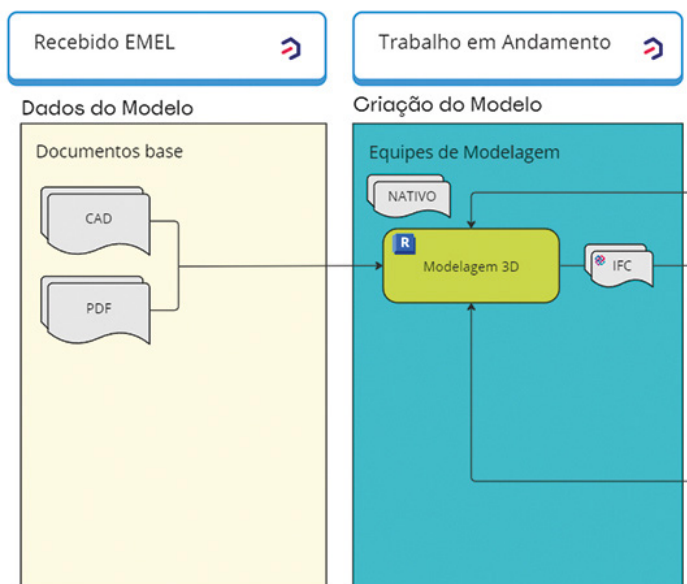 Recebido EMEL
Trabalho em Andamento
Dados do Modelo
Criação do Modelo
Documentos base
Equipes de Modelagem
CAD
NATIVO
R
Modelagem 3D
IFC
PDF